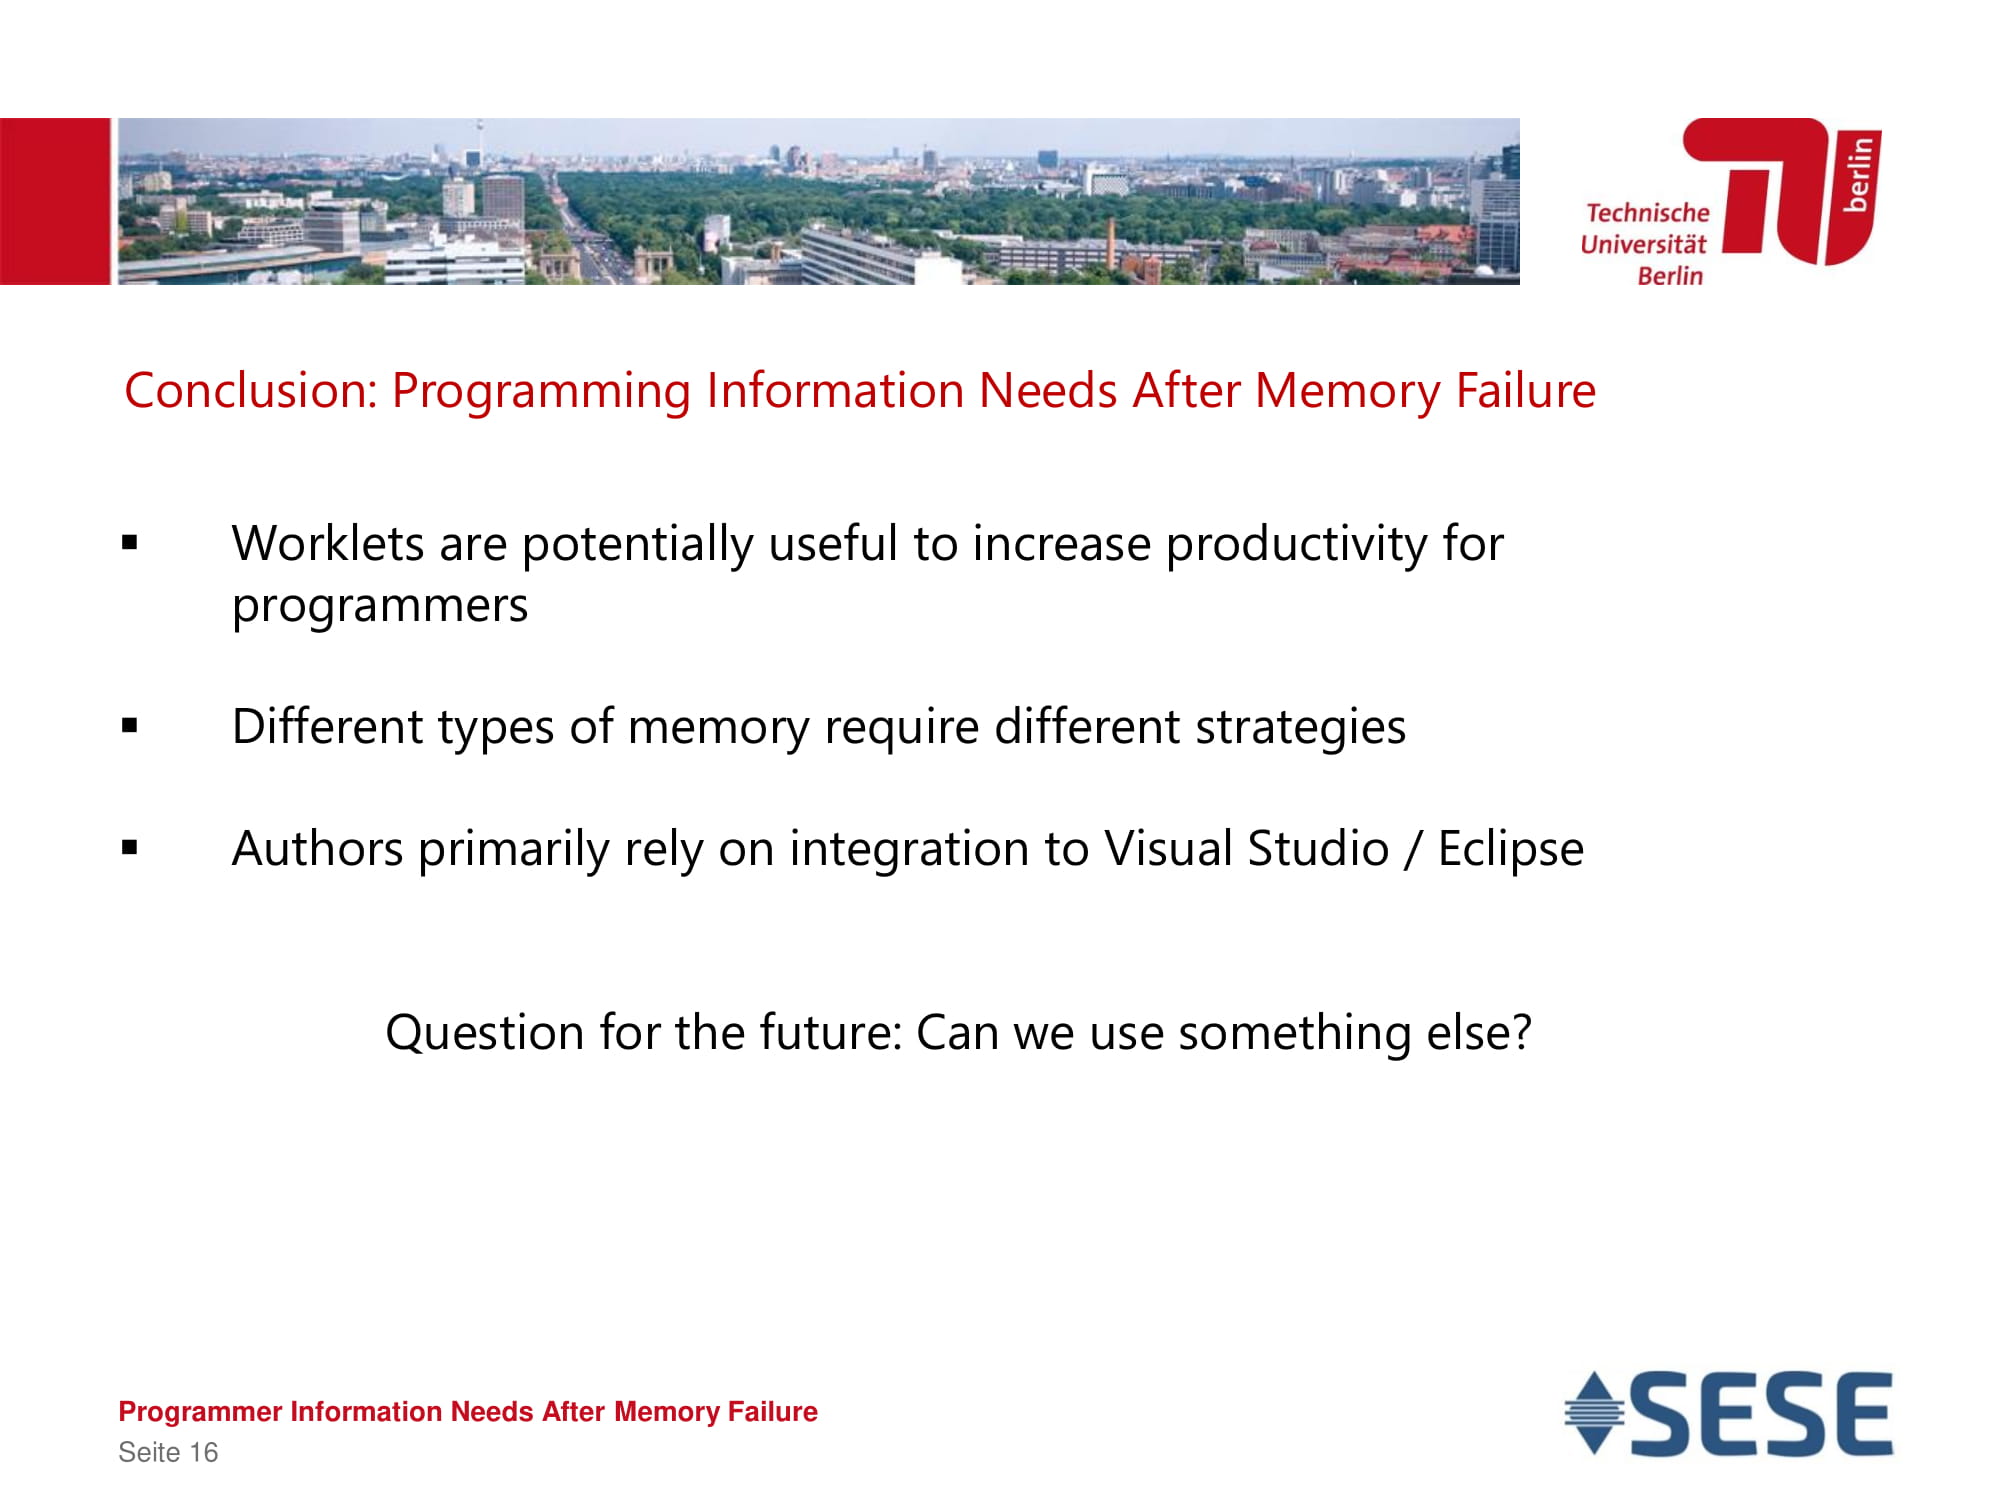 Technische
Universität
Berlin
berlin
Conclusion: Programming Information Needs After Memory Failure
▪ Worklets are potentially useful to increase productivity for
programmers
▪ Different types of memory require different strategies
▪ Authors primarily rely on integration to Visual Studio / Eclipse
Question for the future: Can we use something else?
Programmer Information Needs After Memory Failure
Seite 16
SESE